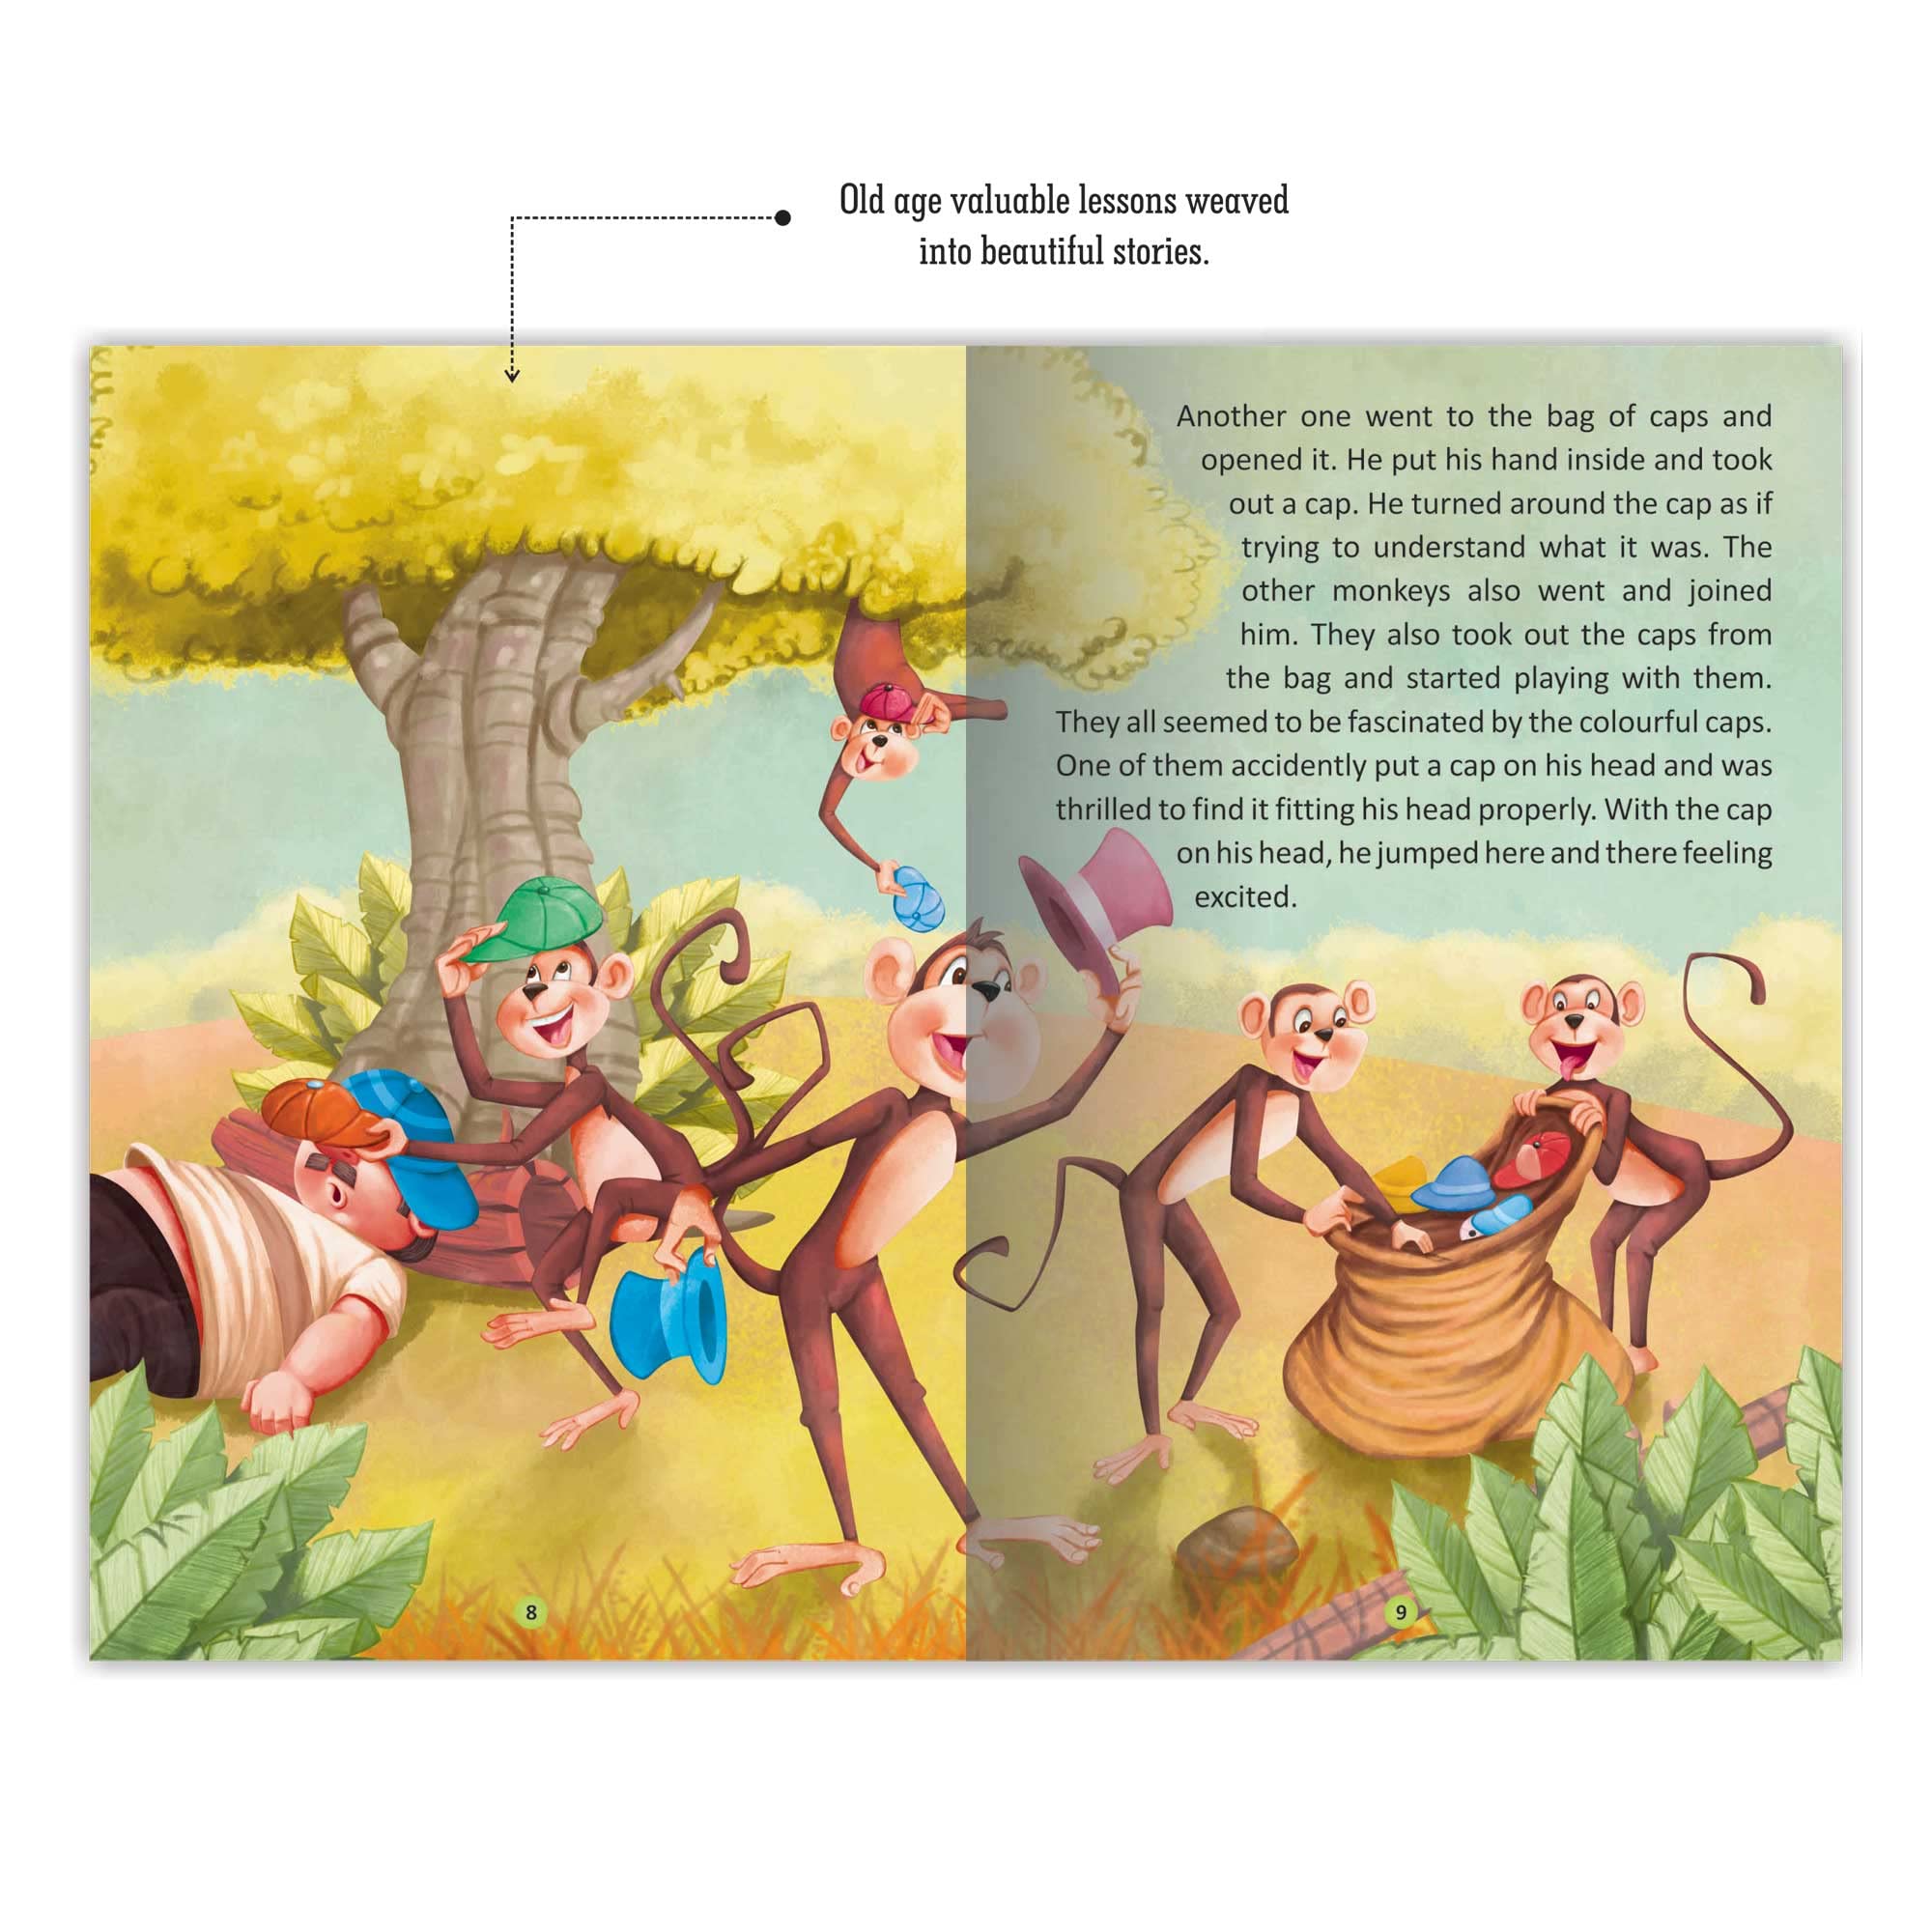 Old age valuable lessons weaved
into beautiful stories.
Another one went to the bag of caps and
opened it. He put his hand inside and took
out a cap. He turned around the cap as if
trying to understand what it was. The
other monkeys also went and joined
him. They also took out the caps from
the bag and started playing with them.
They all seemed to be fascinated by the colourful caps.
One of them accidently put a cap on his head and was
thrilled to find it fitting his head properly. With the cap
on his head, he jumped here and there feeling
excited.
8
9